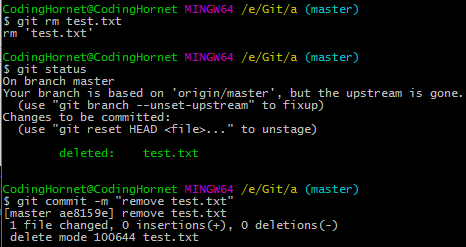 CodingHornet@CodingHornet MINGW64 /e/Git/a (master)
$ git rm test.txt
rm 'test.txt'
CodingHornet@CodingHornet MINGW64 /e/Git/a (master)
$ git status
On branch master
Your branch is based on 'origin/master', but the upstream is gone.
  (use "git branch --unset-upstream" to fixup)
Changes to be committed:
  (use "git reset HEAD <file>..." to unstage)
        deleted:    test.txt
CodingHornet@CodingHornet MINGW64 /e/Git/a (master)
$ git commit -m "remove test.txt"
[master ae8159e] remove test.txt
 1 file changed, 0 insertions(+), 0 deletions(-)
 delete mode 100644 test.txt